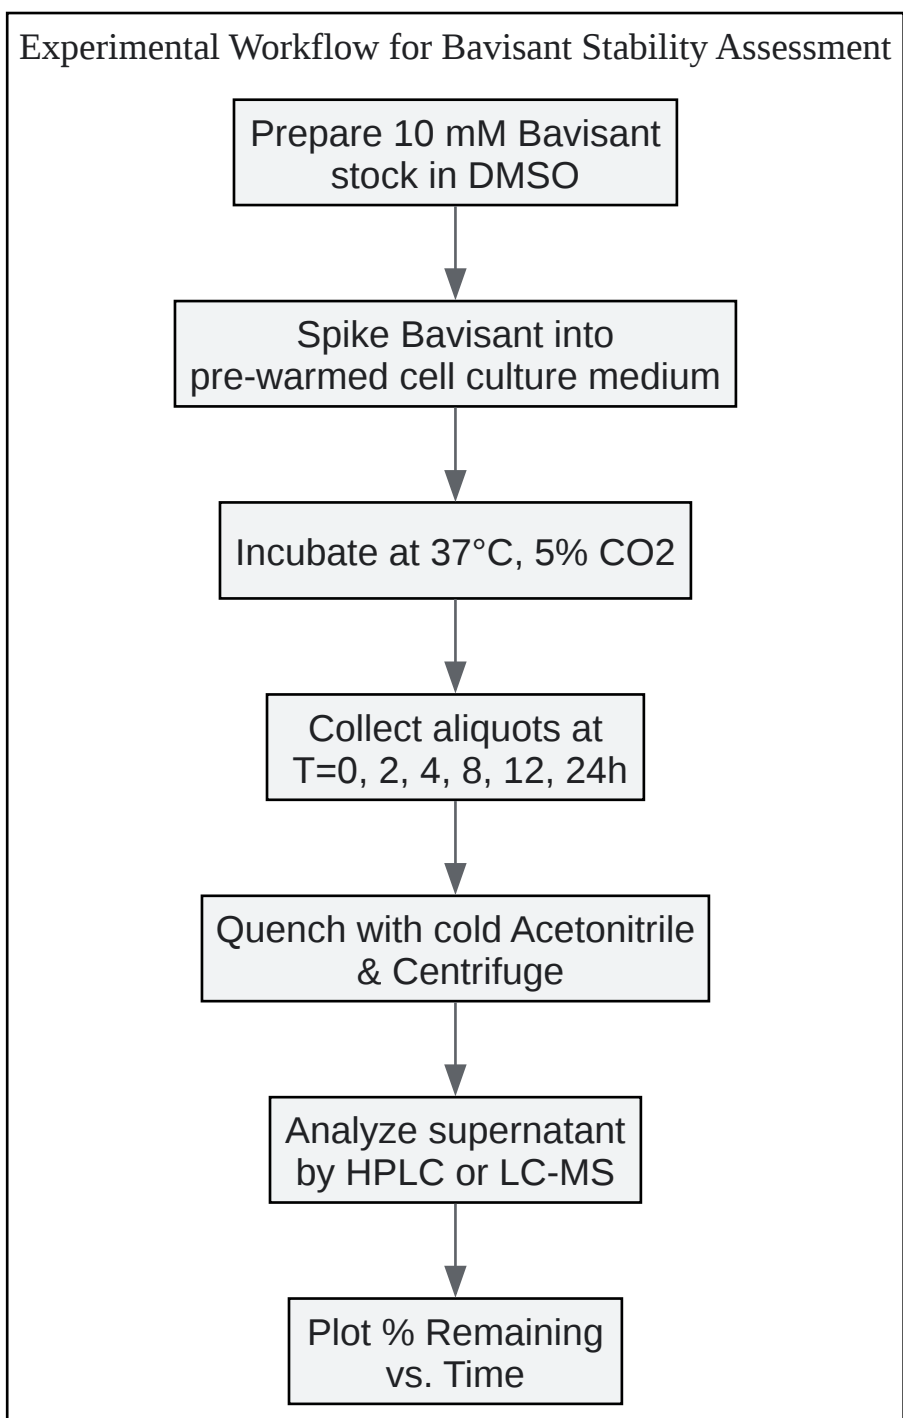 Experimental Workflow for Bavisant Stability Assessment
Prepare 10 mM Bavisant
stock in DMSO
Spike Bavisant into
pre-warmed cell culture medium
Incubate at 37°C, 5% CO2
Collect aliquots at
T=0, 2, 4, 8, 12, 24h
Quench with cold Acetonitrile
& Centrifuge
Analyze supernatant
by HPLC or LC-MS
Plot % Remaining
vs. Time